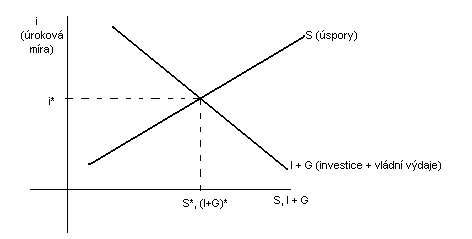 i
(úroková
míra)
S (úspory)
i*
I + G (investice + vládní výdaje)
S*, (I+G)*
S, I + G